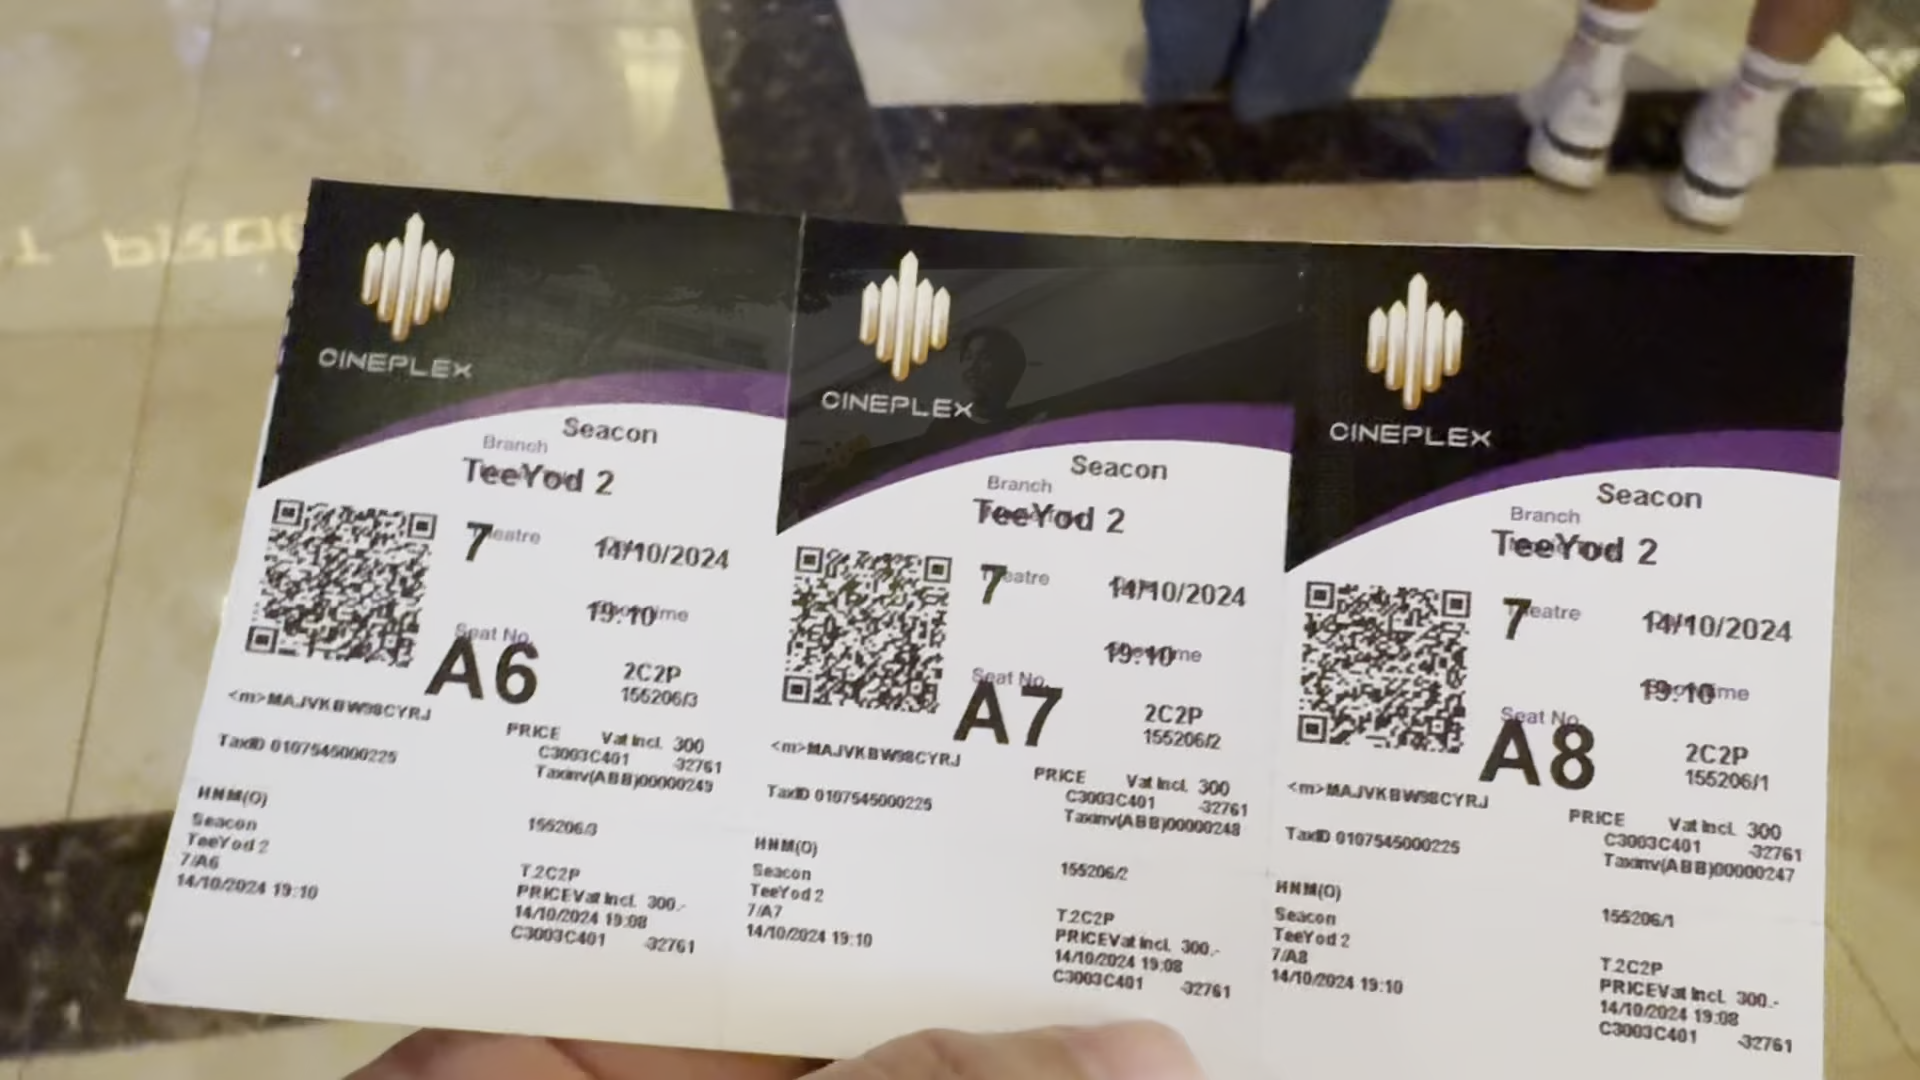 CINEPLEX
Seacon
Branch
TeeYod 2
7
14/10/2024
19:10
Seat No.
A6
2C2P
155206/3
<m>MAJVKBW98CYRJ
PRICE Vat Incl. 300
C3003C401 -32761
TaxID 0107545000225
Taxinv(ABB)00000249
HNM(O)
Seacon
TeeYod 2
7/A6
14/10/2024 19:10
155206/3
T.2C2P
PRICEVat Incl. 300.-
14/10/2024 19:08
C3003C401 -32761
CINEPLEX
Seacon
Branch
TeeYod 2
7
14/10/2024
19:10
Seat No.
A7
2C2P
155206/2
<m>MAJVKBW98CYRJ
PRICE Vat Incl. 300
C3003C401 -32761
TaxID 0107545000225
Taxinv(ABB)00000248
HNM(O)
Seacon
TeeYod 2
7/A7
14/10/2024 19:10
155206/2
T.2C2P
PRICEVat Incl. 300.-
14/10/2024 19:08
C3003C401 -32761
CINEPLEX
Seacon
Branch
TeeYod 2
7
14/10/2024
19:10
Seat No.
A8
2C2P
155206/1
<m>MAJVKBW98CYRJ
PRICE Vat Incl. 300
C3003C401 -32761
TaxID 0107545000225
Taxinv(ABB)00000247
HNM(O)
Seacon
TeeYod 2
7/A8
14/10/2024 19:10
155206/1
T.2C2P
PRICEVat Incl. 300.-
14/10/2024 19:08
C3003C401 -32761